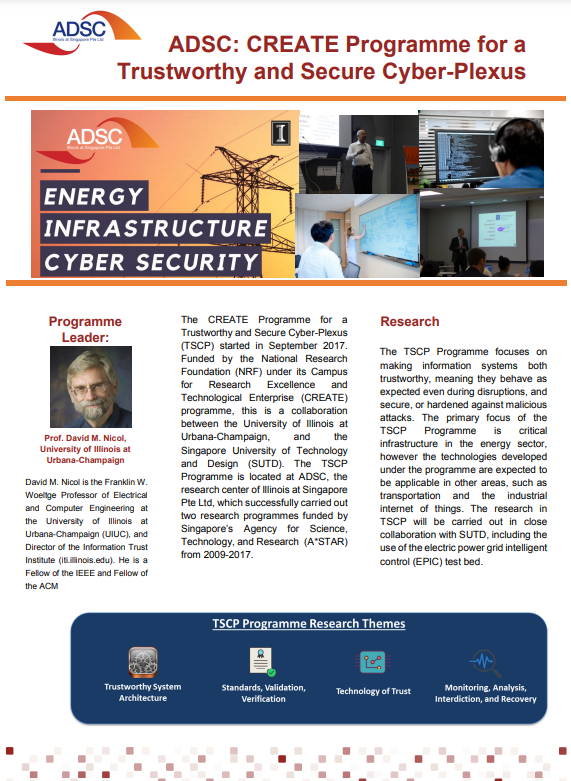 ADSC
Illinois at Singapore Pte Ltd
ADSC: CREATE Programme for a
Trustworthy and Secure Cyber-Plexus
ADSC
Illinois at Singapore Pte Ltd
I
ENERGY
INFRASTRUCTURE
CYBER SECURITY
Programme
Leader:
Prof. David M. Nicol,
University of Illinois at
Urbana-Champaign
David M. Nicol is the Franklin W.
Woeltge Professor of Electrical
and Computer Engineering at
the University of Illinois at
Urbana-Champaign (UIUC), and
Director of the Information Trust
Institute (iti.illinois.edu). He is a
Fellow of the IEEE and Fellow of
the ACM
The CREATE Programme for a
Trustworthy and Secure Cyber-Plexus
(TSCP) started in September 2017.
Funded by the National Research
Foundation (NRF) under its Campus
for Research Excellence and
Technological Enterprise (CREATE)
programme, this is a collaboration
between the University of Illinois at
Urbana-Champaign, and the
Singapore University of Technology
and Design (SUTD). The TSCP
Programme is located at ADSC, the
research center of Illinois at Singapore
Pte Ltd, which successfully carried out
two research programmes funded by
Singapore's Agency for Science,
Technology, and Research (A*STAR)
from 2009-2017.
Research
The TSCP Programme focuses on
making information systems both
trustworthy, meaning they behave as
expected even during disruptions, and
secure, or hardened against malicious
attacks. The primary focus of the
TSCP Programme is critical
infrastructure in the energy sector,
however the technologies developed
under the programme are expected to
be applicable in other areas, such as
transportation and the industrial
internet of things. The research in
TSCP will be carried out in close
collaboration with SUTD, including the
use of the electric power grid intelligent
control (EPIC) test bed.
TSCP Programme Research Themes
Trustworthy System
Architecture
Standards, Validation,
Verification
Technology of Trust
Monitoring, Analysis,
Interdiction, and Recovery